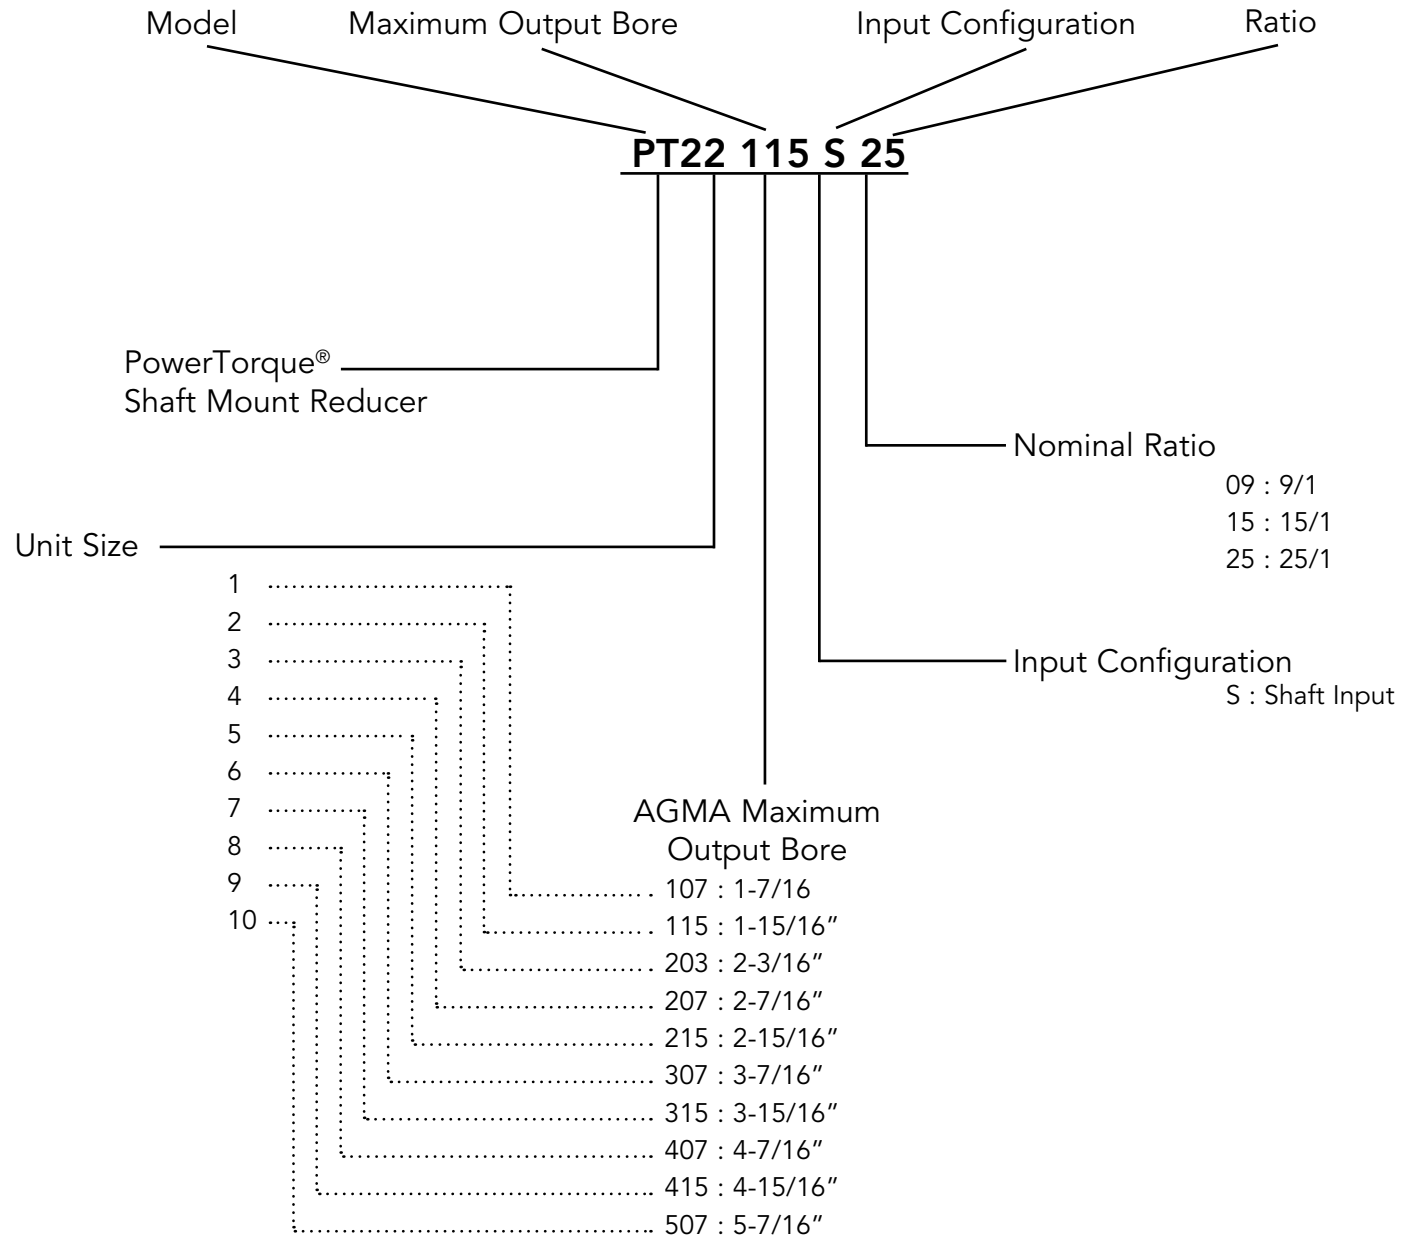 Model Maximum Output Bore Input Configuration Ratio
PT22 115 S 25
PowerTorque®
Shaft Mount Reducer
Nominal Ratio
09 : 9/1
15 : 15/1
25 : 25/1
Unit Size
1
2
3
4
5
6
7
8
9
10
Input Configuration
S : Shaft Input
AGMA Maximum
Output Bore
107 : 1-7/16
115 : 1-15/16"
203 : 2-3/16"
207 : 2-7/16"
215 : 2-15/16"
307 : 3-7/16"
315 : 3-15/16"
407 : 4-7/16"
415 : 4-15/16"
507 : 5-7/16"